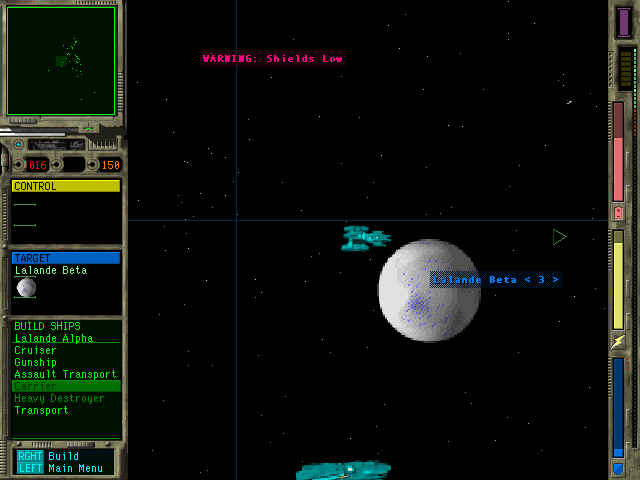 WARNING: Shields Low
016 150
CONTROL
TARGET
Lalande Beta
Lalande Beta < 3 >
BUILD SHIPS
Lalande Alpha
Cruiser
Gunship
Assault Transport
Carrier
Heavy Destroyer
Transport
RGHT Build
LEFT Main Menu